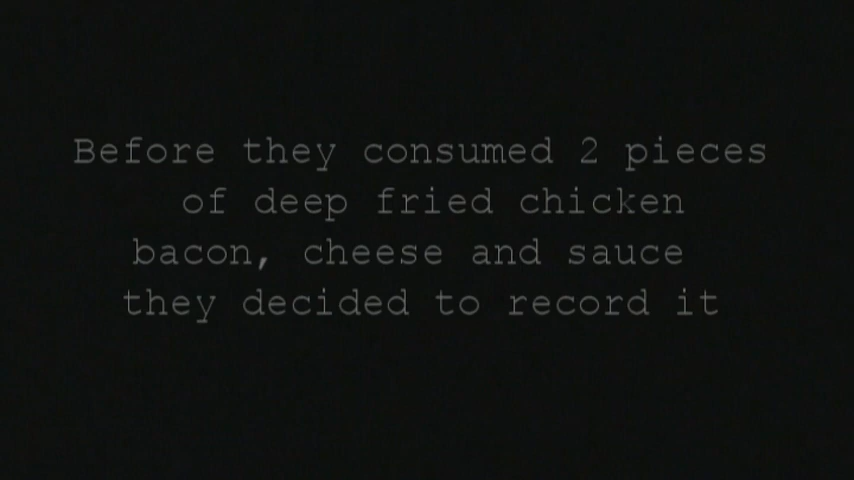 Before they consumed 2 pieces
of deep fried chicken
bacon, cheese and sauce
they decided to record it